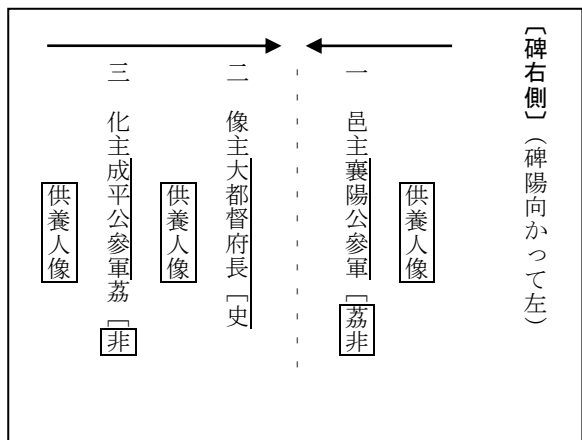 〔碑右側〕（碑陽向かって左）
供養人像
一　邑主襄陽公參軍［荔非
供養人像
二　像主大都督府長［史
供養人像
三　化主成平公參軍荔［非